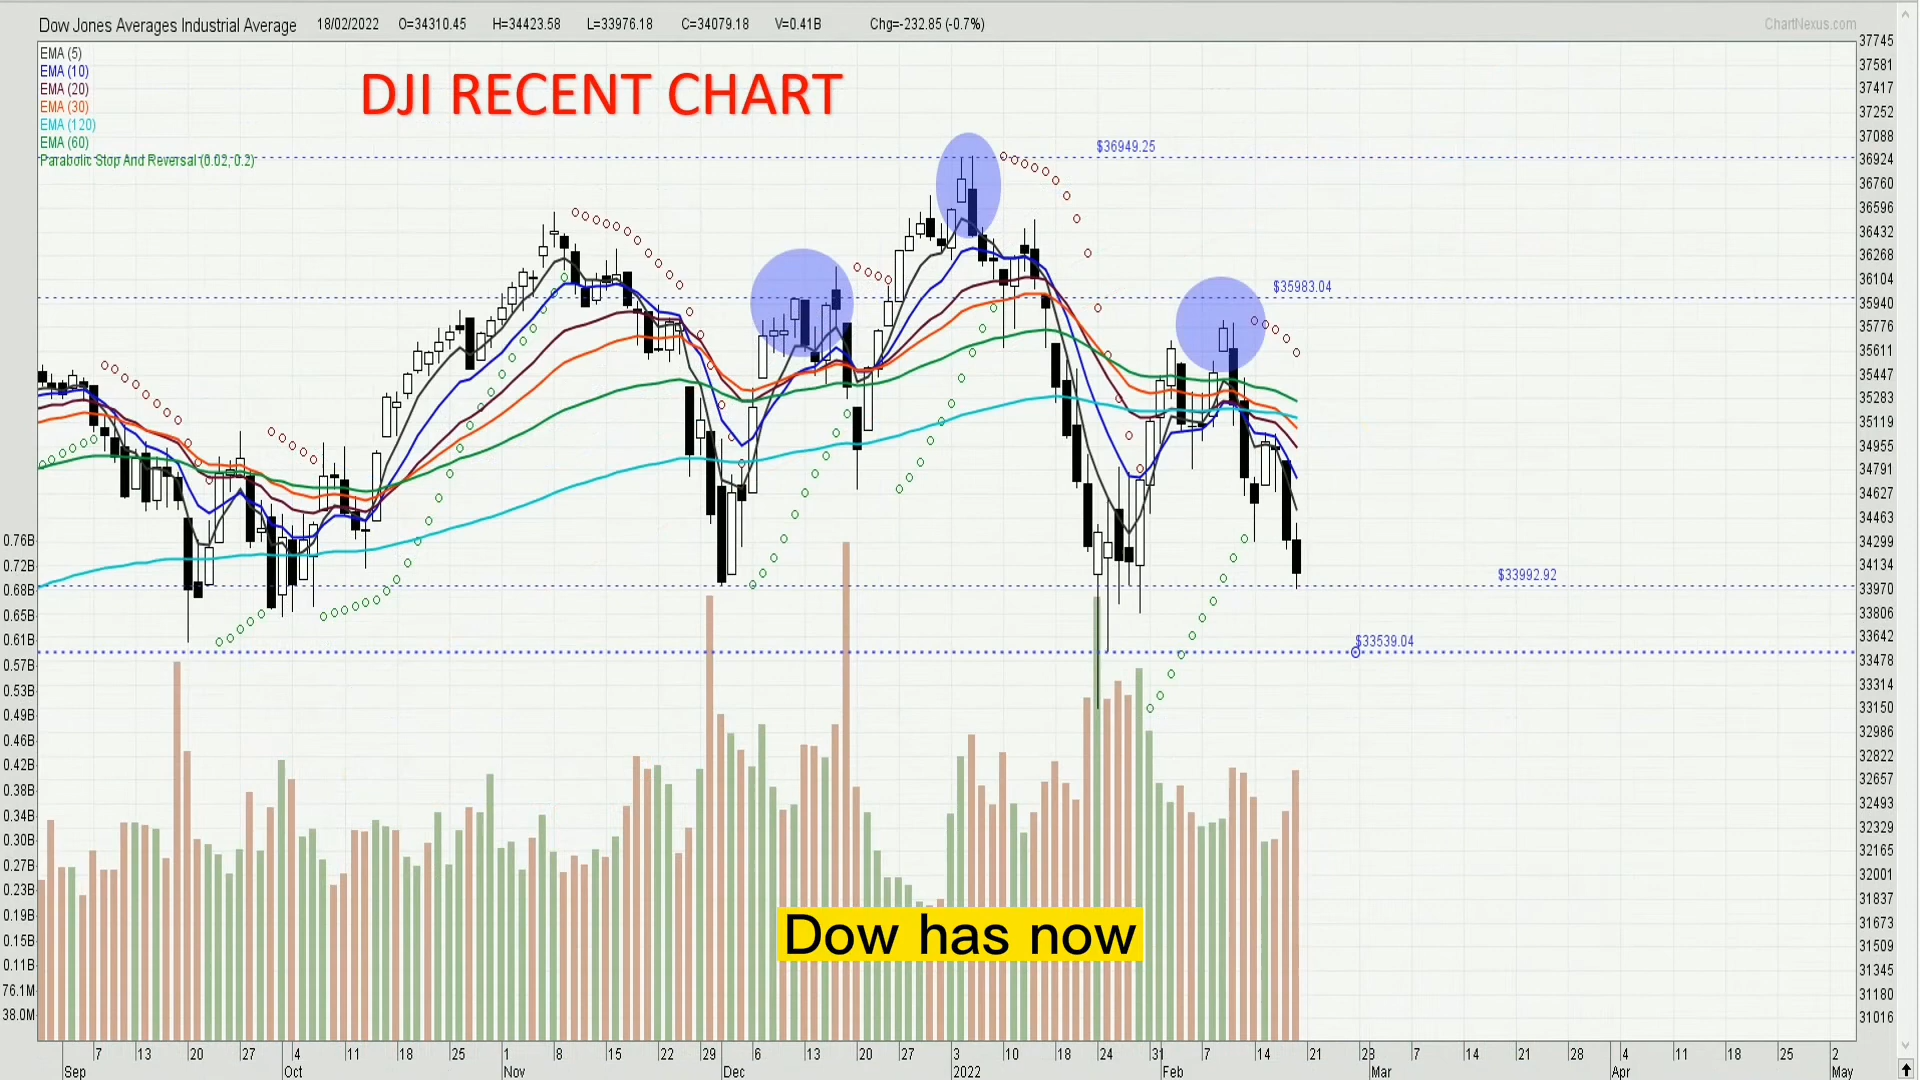 Dow Jones Averages Industrial Average 18/02/2022 O=34310.45 H=34423.58 L=33976.18 C=34079.18 V=0.41B Chg=-232.85 (-0.7%) ChartNexus.com
EMA (5)
EMA (10)
EMA (20)
EMA (30)
EMA (120)
EMA (60)
Parabolic Stop And Reversal (0.02, 0.2)
DJI RECENT CHART
$36949.25
$35983.04
$33992.92
$33539.04
37745
37581
37417
37252
37088
36924
36760
36596
36432
36268
36104
35940
35776
35611
35447
35283
35119
34955
34791
34627
34463
34299
34134
33970
33806
33642
33478
33314
33150
32986
32822
32657
32493
32329
32165
32001
31837
31673
31509
31345
31180
31016
0.76B
0.72B
0.68B
0.65B
0.61B
0.57B
0.53B
0.49B
0.46B
0.42B
0.38B
0.34B
0.30B
0.27B
0.23B
0.19B
0.15B
0.11B
76.1M
38.0M
Dow has now
7 13 20 27 4 11 18 25 1 8 15 22 29 6 13 20 27 3 10 18 24 31 7 14 21 28 7 14 21 28 4 11 18 25 2
Sep Oct Nov Dec 2022 Feb Mar Apr May